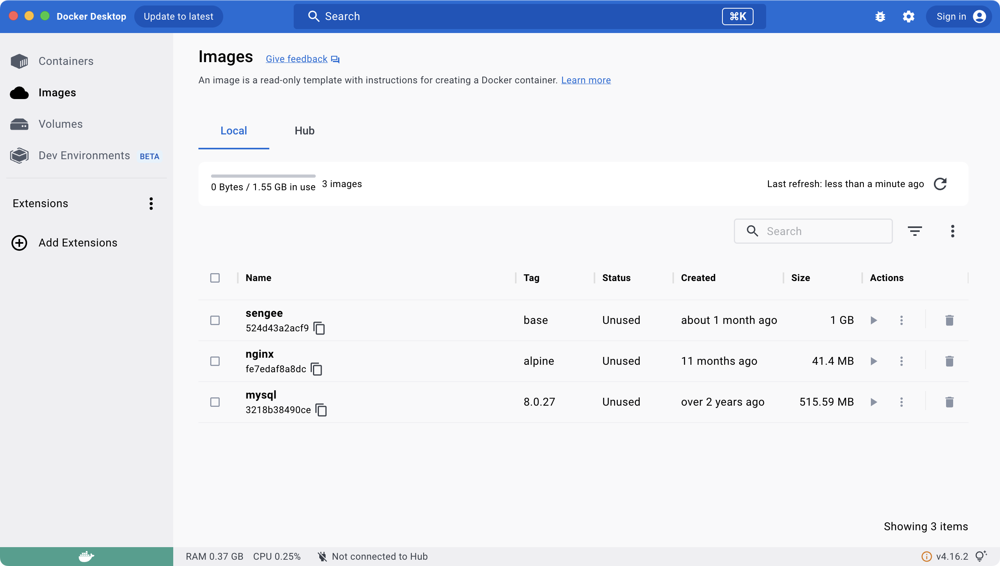 Docker Desktop
Update to latest
Search
⌘K
Sign in
Containers
Images
Volumes
Dev Environments BETA
Extensions
Add Extensions
Images
Give feedback
An image is a read-only template with instructions for creating a Docker container. Learn more
Local
Hub
0 Bytes / 1.55 GB in use
3 images
Last refresh: less than a minute ago
Search
Name Tag Status Created Size Actions
sengee
524d43a2acf9
base Unused about 1 month ago 1 GB
nginx
fe7edaf8a8dc
alpine Unused 11 months ago 41.4 MB
mysql
3218b38490ce
8.0.27 Unused over 2 years ago 515.59 MB
Showing 3 items
RAM 0.37 GB CPU 0.25% Not connected to Hub
v4.16.2